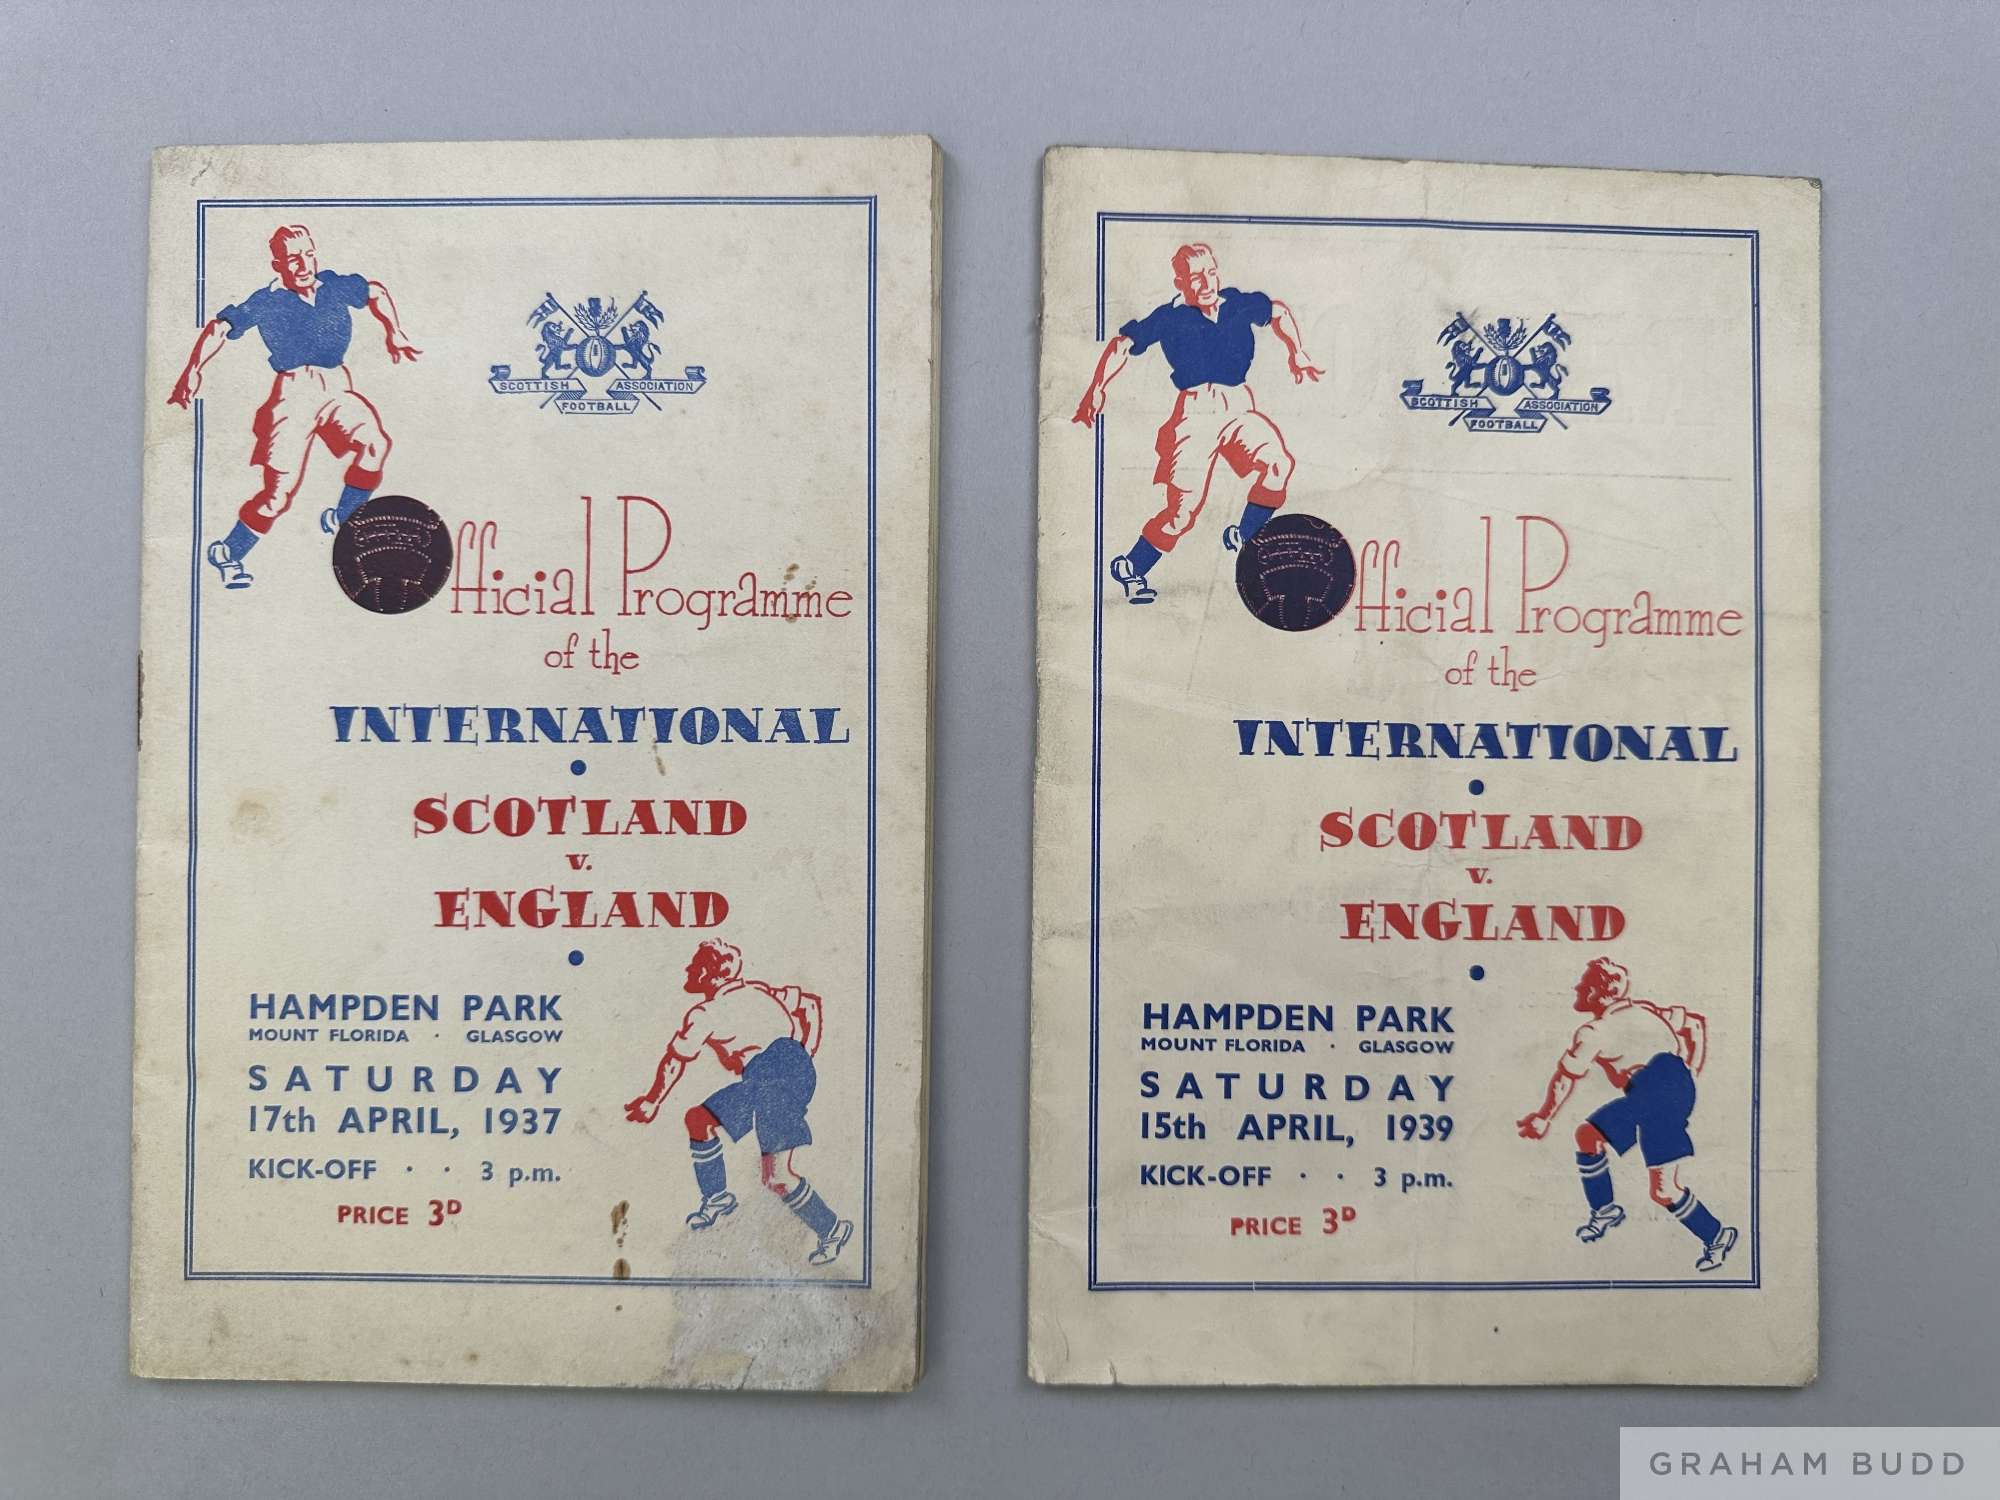 SCOTTISH FOOTBALL ASSOCIATION
Official Programme
of the
INTERNATIONAL
SCOTLAND
v.
ENGLAND
HAMPDEN PARK
MOUNT FLORIDA · GLASGOW
SATURDAY
17th APRIL, 1937
KICK-OFF · · 3 p.m.
PRICE 3D
SCOTTISH FOOTBALL ASSOCIATION
Official Programme
of the
INTERNATIONAL
SCOTLAND
v.
ENGLAND
HAMPDEN PARK
MOUNT FLORIDA · GLASGOW
SATURDAY
15th APRIL, 1939
KICK-OFF · · 3 p.m.
PRICE 3D
GRAHAM BUDD